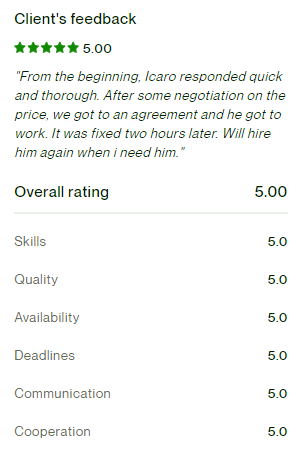 Client's feedback
5.00
"From the beginning, Icaro responded quick
and thorough. After some negotiation on the
price, we got to an agreement and he got to
work. It was fixed two hours later. Will hire
him again when i need him."
Overall rating 5.00
Skills 5.0
Quality 5.0
Availability 5.0
Deadlines 5.0
Communication 5.0
Cooperation 5.0